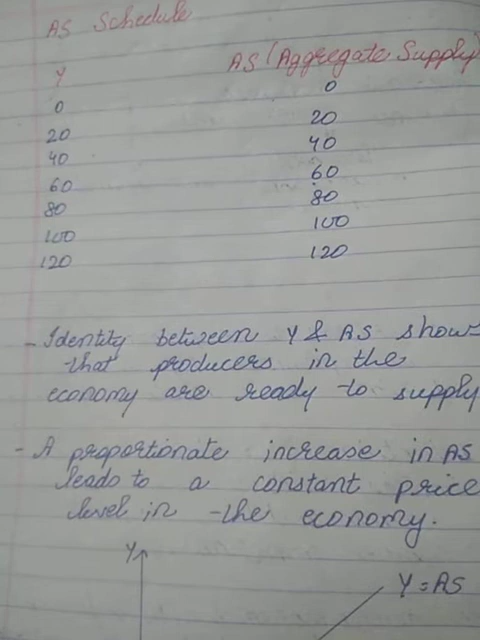 AS Schedule
Y AS (Aggregate Supply)
0 0
20 20
40 40
60 60
80 80
100 100
120 120
- Identity between Y & AS shows
that producers in the
economy are ready to supply
- A proportionate increase in AS
leads to a constant price
level in the economy.
Y
Y = AS